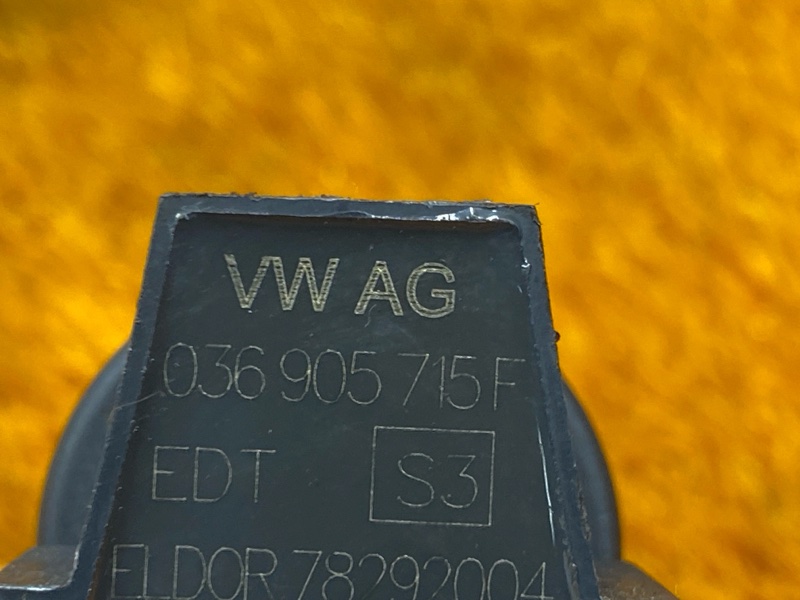 VW AG
036 905 715 F
EDT S3
ELDOR 78292004